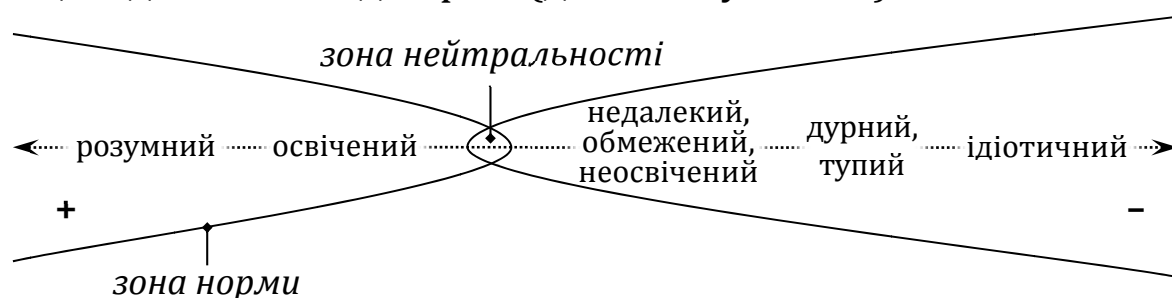 зона нейтральності
розумний
освічений
недалекий,
обмежений,
неосвічений
дурний,
тупий
ідіотичний
+
–
зона норми